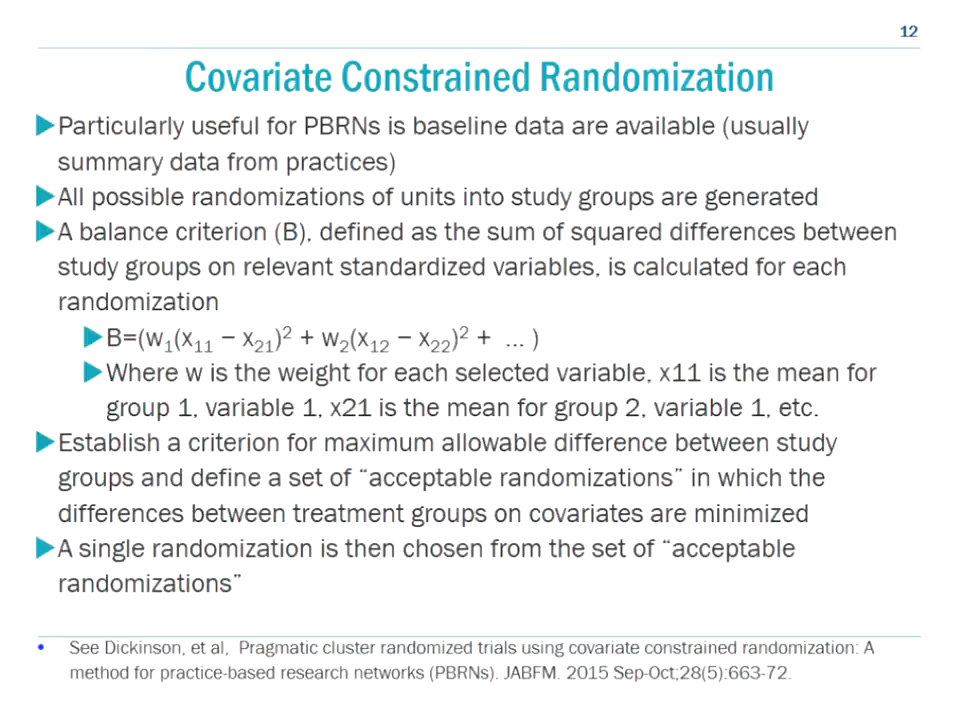 12
Covariate Constrained Randomization
Particularly useful for PBRNs is baseline data are available (usually
summary data from practices)
All possible randomizations of units into study groups are generated
A balance criterion (B), defined as the sum of squared differences between
study groups on relevant standardized variables, is calculated for each
randomization
B=(w₁(x₁₁ – x₂₁)² + w₂(x₁₂ – x₂₂)² + ... )
Where w is the weight for each selected variable, x11 is the mean for
group 1, variable 1, x21 is the mean for group 2, variable 1, etc.
Establish a criterion for maximum allowable difference between study
groups and define a set of “acceptable randomizations” in which the
differences between treatment groups on covariates are minimized
A single randomization is then chosen from the set of “acceptable
randomizations”
• See Dickinson, et al, Pragmatic cluster randomized trials using covariate constrained randomization: A
method for practice-based research networks (PBRNs). JABFM. 2015 Sep-Oct;28(5):663-72.